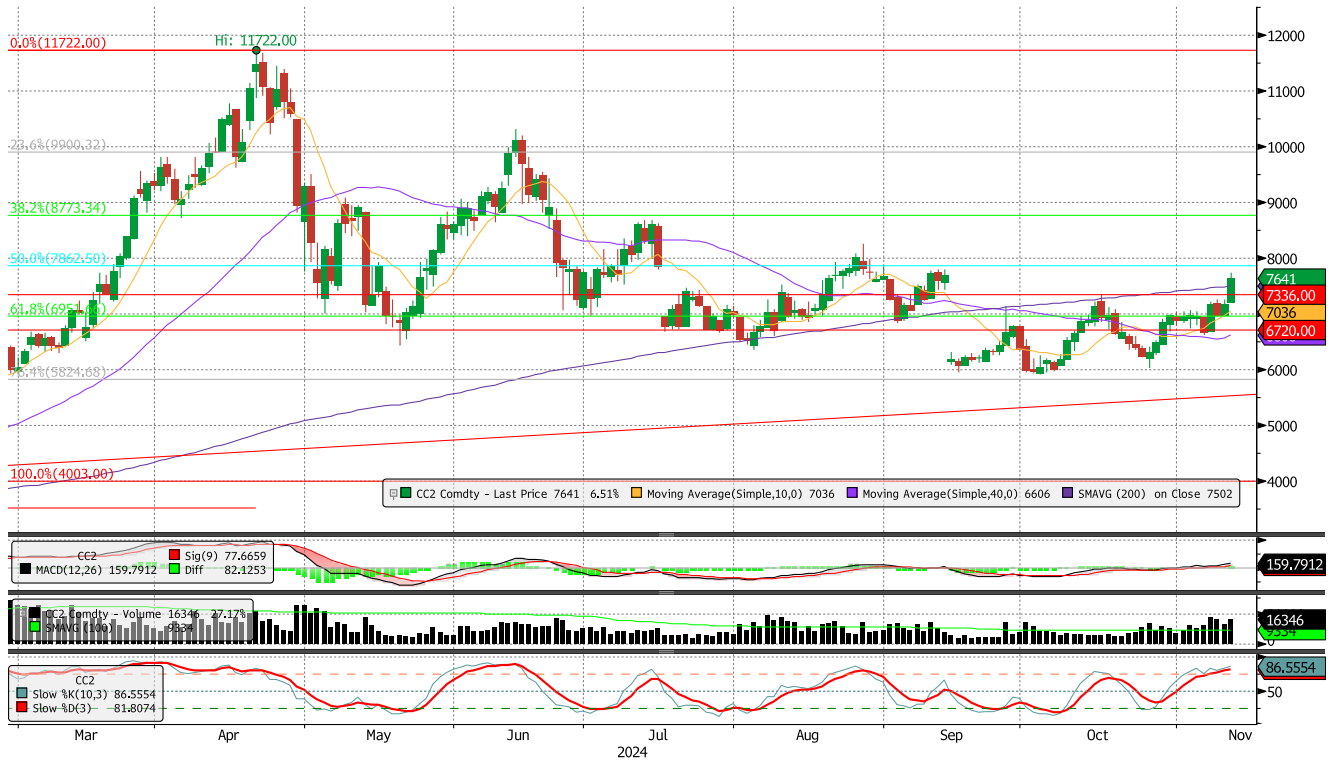 0.0%(11722.00)
Hi: 11722.00
23.6%(9900.32)
38.2%(8773.34)
50.0%(7862.50)
100.0%(4003.00)
12000
11000
10000
9000
8000
7641
7336.00
7036
6720.00
6000
5000
4000
CC2 Comdty - Last Price 7641 6.51% Moving Average(Simple,10,0) 7036 Moving Average(Simple,40,0) 6606 SMAVG (200) on Close 7502
CC2 Sig(9) 77.6659
MACD(12,26) 159.7912 Diff 82.1253
159.7912
CC2 Comdty - Volume 16346 27.17%
SMAVG (100) 9334
16346
9334
0
CC2
Slow %K(10,3) 86.5554
Slow %D(3) 81.8074
86.5554
50
Mar Apr May Jun Jul Aug Sep Oct Nov
2024